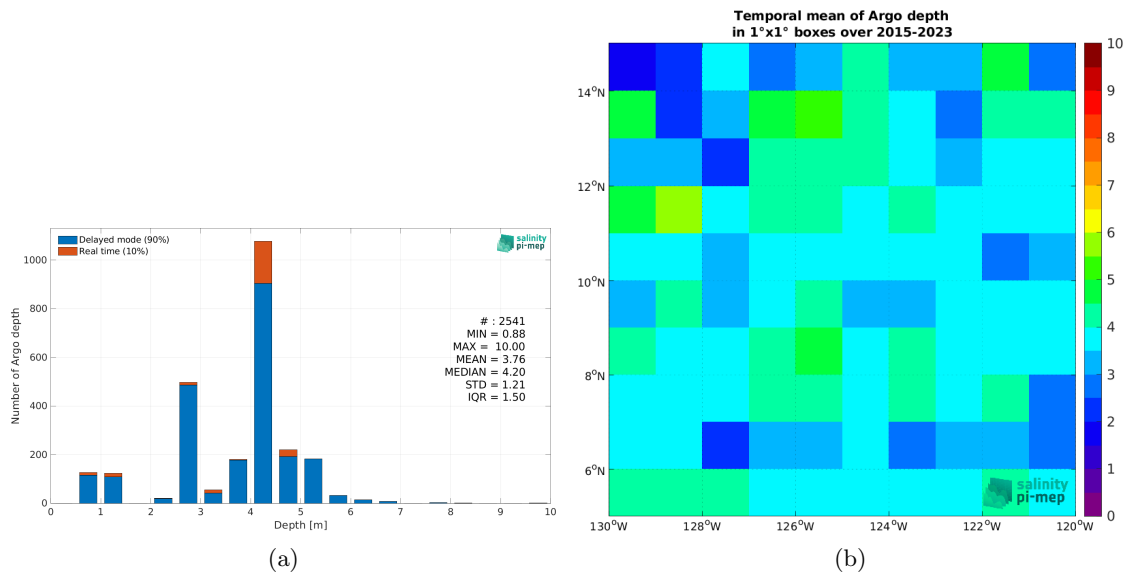 Delayed mode (90%)
Real time (10%)
salinity
pi-mep
# : 2541
MIN = 0.88
MAX = 10.00
MEAN = 3.76
MEDIAN = 4.20
STD = 1.21
IQR = 1.50
Number of Argo depth
1000
800
600
400
200
0
0 1 2 3 4 5 6 7 8 9 10
Depth [m]
(a)
Temporal mean of Argo depth
in 1°x1° boxes over 2015-2023
14°N
12°N
10°N
8°N
6°N
130°W 128°W 126°W 124°W 122°W 120°W
salinity
pi-mep
10
9
8
7
6
5
4
3
2
1
0
(b)